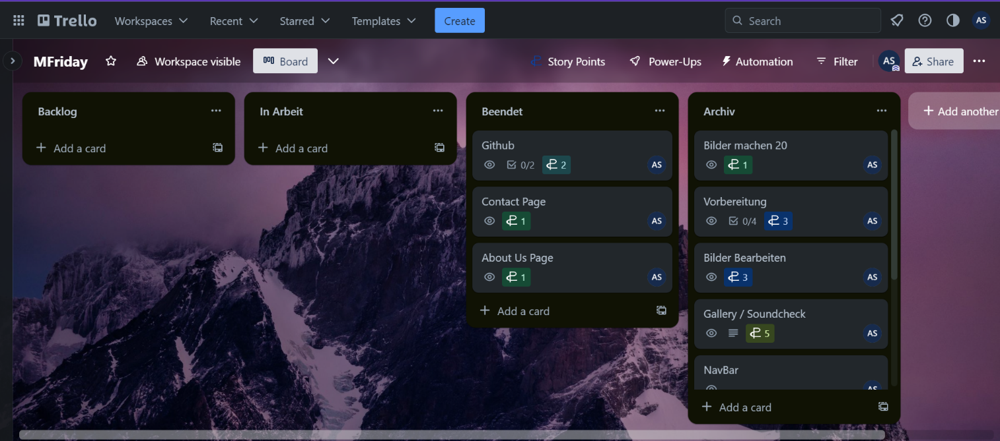 Trello Workspaces Recent Starred Templates Create Search AS
MFriday Workspace visible Board Story Points Power-Ups Automation Filter AS Share
Backlog
Add a card
In Arbeit
Add a card
Beendet
Github
0/2 2 AS
Contact Page
1 AS
About Us Page
1 AS
Add a card
Archiv
Bilder machen 20
1 AS
Vorbereitung
0/4 3 AS
Bilder Bearbeiten
3 AS
Gallery / Soundcheck
5 AS
NavBar
AS
Add a card
Add another